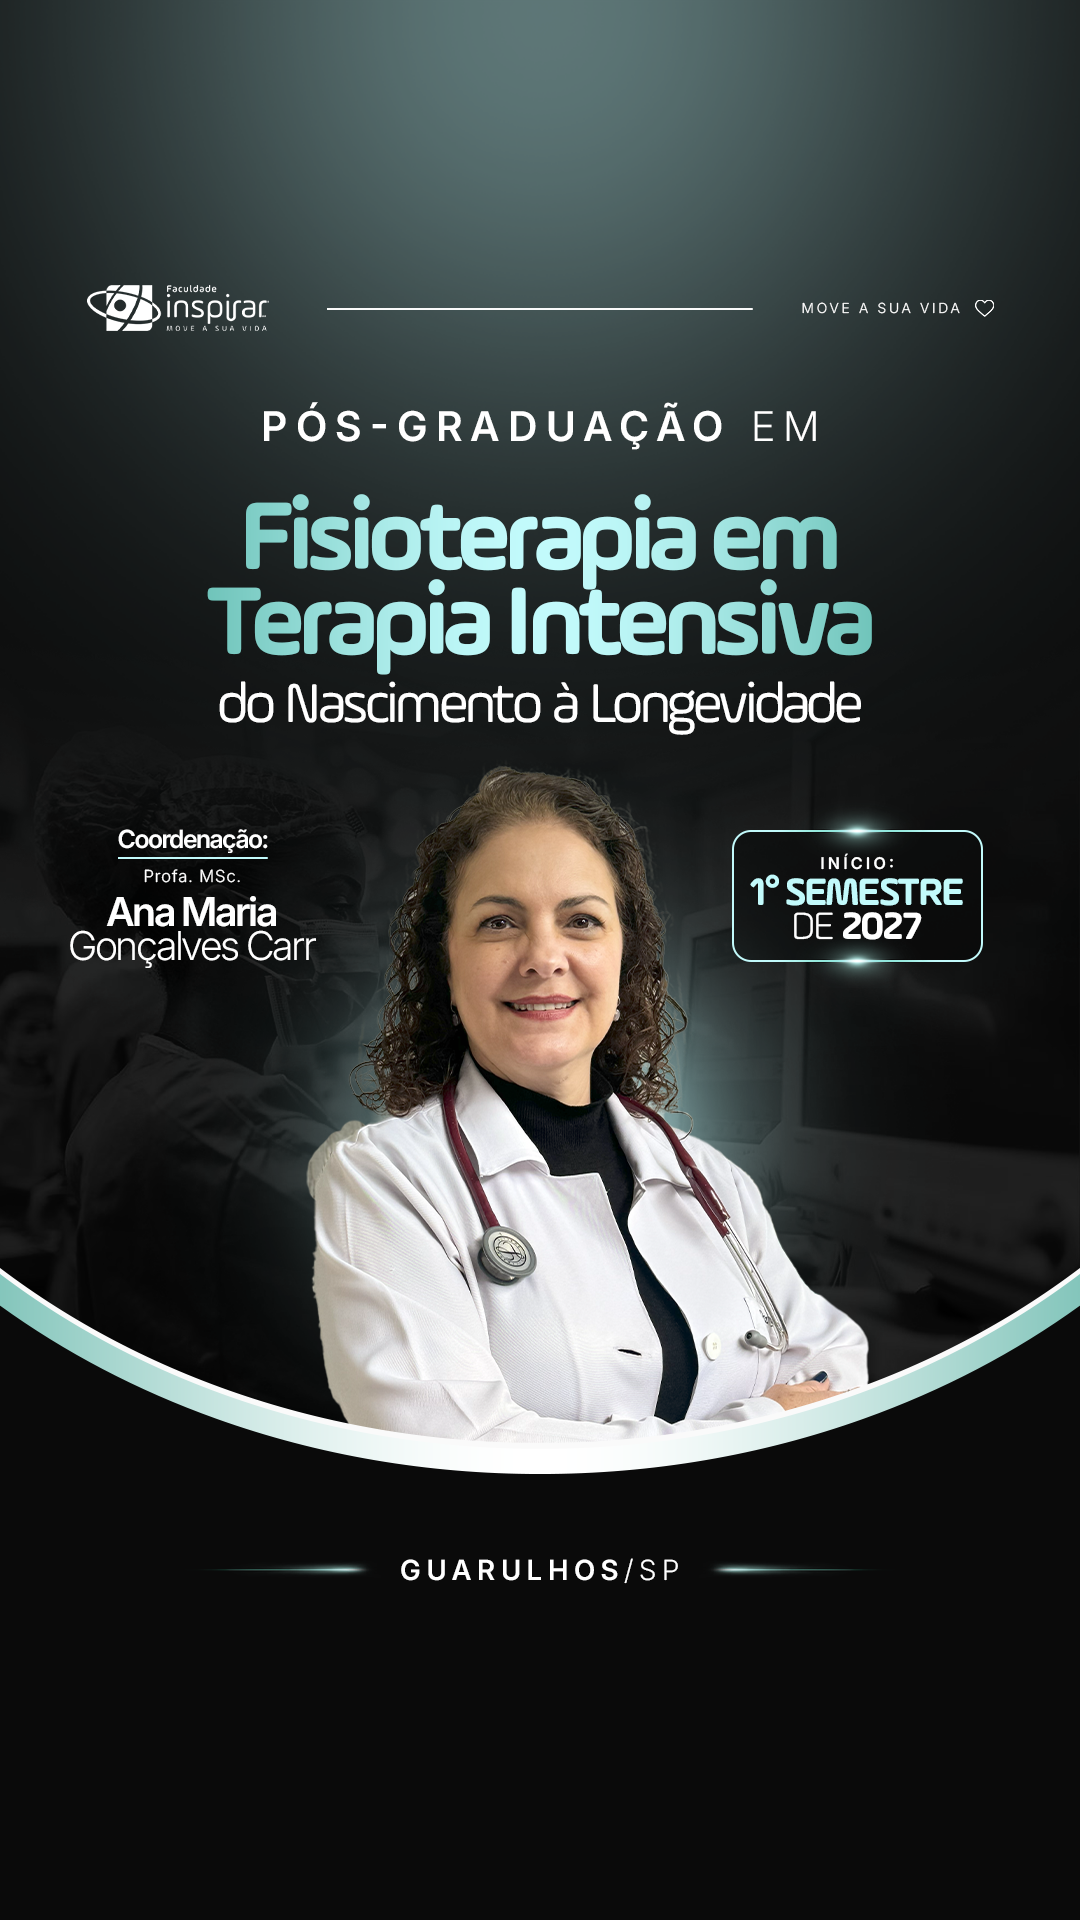 Faculdade
inspirar
MOVE A SUA VIDA
MOVE A SUA VIDA
PÓS-GRADUAÇÃO EM
Fisioterapia em
Terapia Intensiva
do Nascimento à Longevidade
Coordenação:
Profa. MSc.
Ana Maria
Gonçalves Carr
INÍCIO:
1º SEMESTRE
DE 2027
GUARULHOS/SP